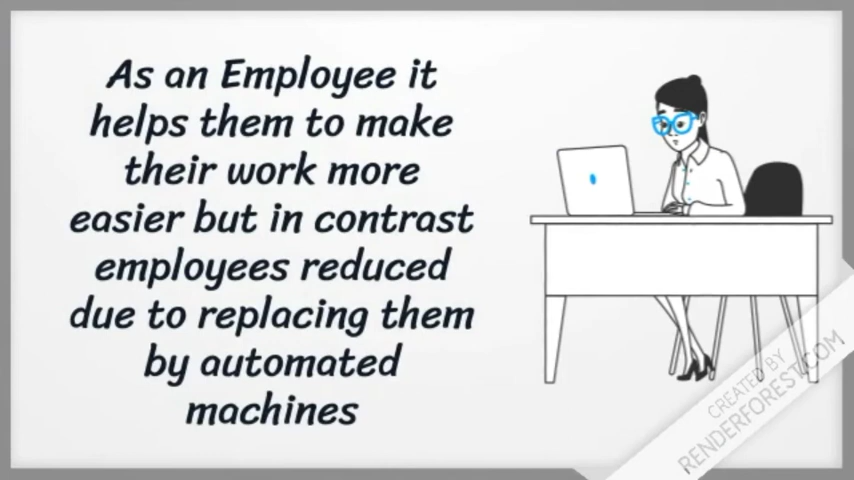 As an Employee it
helps them to make
their work more
easier but in contrast
employees reduced
due to replacing them
by automated
machines
CREATED BY
RENDERFOREST.COM